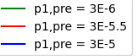 p1,pre = 3E-6
p1,pre = 3E-5.5
p1,pre = 3E-5